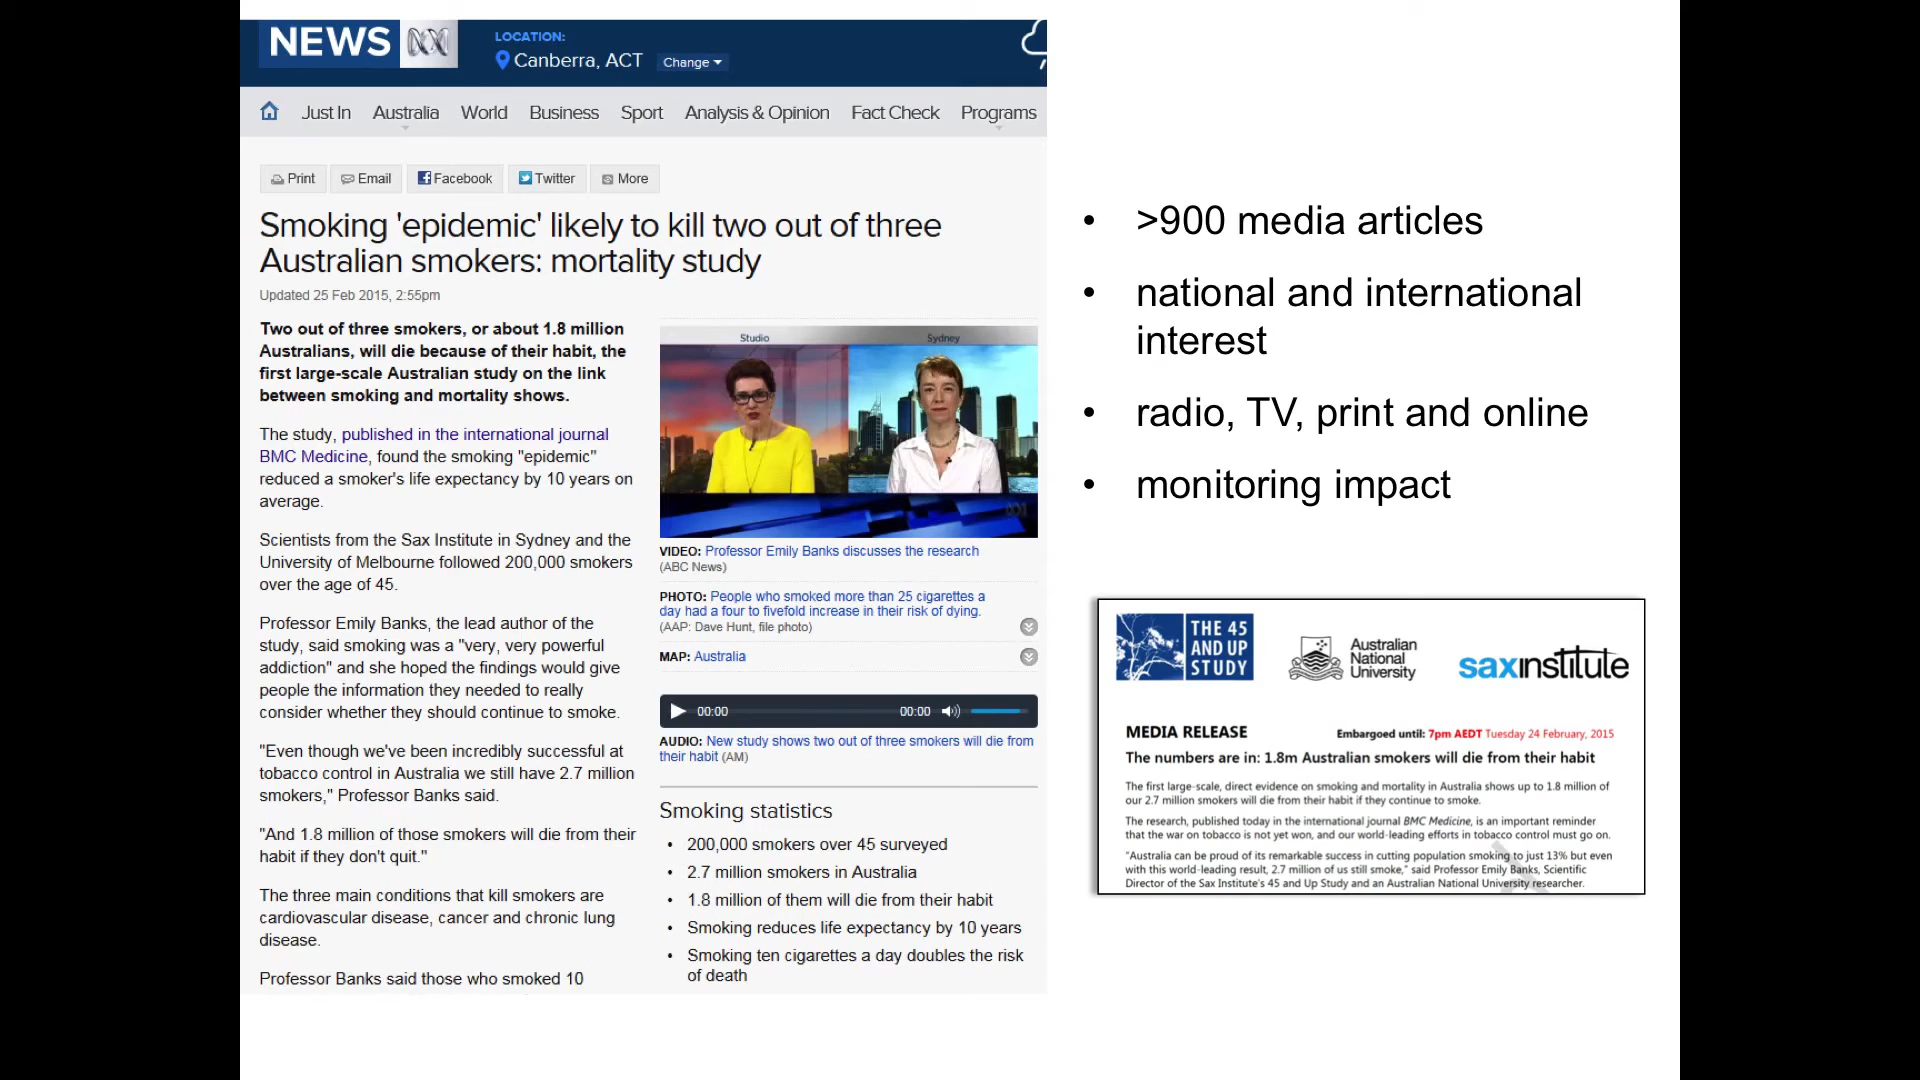 NEWS
LOCATION:
Canberra, ACT Change
Just In Australia World Business Sport Analysis & Opinion Fact Check Programs
Print Email Facebook Twitter More
Smoking 'epidemic' likely to kill two out of three
Australian smokers: mortality study
Updated 25 Feb 2015, 2:55pm
Two out of three smokers, or about 1.8 million
Australians, will die because of their habit, the
first large-scale Australian study on the link
between smoking and mortality shows.
The study, published in the international journal
BMC Medicine, found the smoking "epidemic"
reduced a smoker's life expectancy by 10 years on
average.
Scientists from the Sax Institute in Sydney and the
University of Melbourne followed 200,000 smokers
over the age of 45.
Professor Emily Banks, the lead author of the
study, said smoking was a "very, very powerful
addiction" and she hoped the findings would give
people the information they needed to really
consider whether they should continue to smoke.
"Even though we've been incredibly successful at
tobacco control in Australia we still have 2.7 million
smokers," Professor Banks said.
"And 1.8 million of those smokers will die from their
habit if they don't quit."
The three main conditions that kill smokers are
cardiovascular disease, cancer and chronic lung
disease.
Professor Banks said those who smoked 10
Studio Sydney
VIDEO: Professor Emily Banks discusses the research
(ABC News)
PHOTO: People who smoked more than 25 cigarettes a
day had a four to fivefold increase in their risk of dying.
(AAP: Dave Hunt, file photo)
MAP: Australia
00:00 00:00
AUDIO: New study shows two out of three smokers will die from
their habit (AM)
Smoking statistics
• 200,000 smokers over 45 surveyed
• 2.7 million smokers in Australia
• 1.8 million of them will die from their habit
• Smoking reduces life expectancy by 10 years
• Smoking ten cigarettes a day doubles the risk
of death
• >900 media articles
• national and international
interest
• radio, TV, print and online
• monitoring impact
THE 45
AND UP
STUDY
Australian
National
University
saxinstitute
MEDIA RELEASE Embargoed until: 7pm AEDT Tuesday 24 February, 2015
The numbers are in: 1.8m Australian smokers will die from their habit
The first large-scale, direct evidence on smoking and mortality in Australia shows up to 1.8 million of
our 2.7 million smokers will die from their habit if they continue to smoke.
The research, published today in the international journal BMC Medicine, is an important reminder
that the war on tobacco is not yet won, and our world-leading efforts in tobacco control must go on.
"Australia can be proud of its remarkable success in cutting population smoking to just 13% but even
with this world-leading result, 2.7 million of us still smoke," said Professor Emily Banks, Scientific
Director of the Sax Institute's 45 and Up Study and an Australian National University researcher.